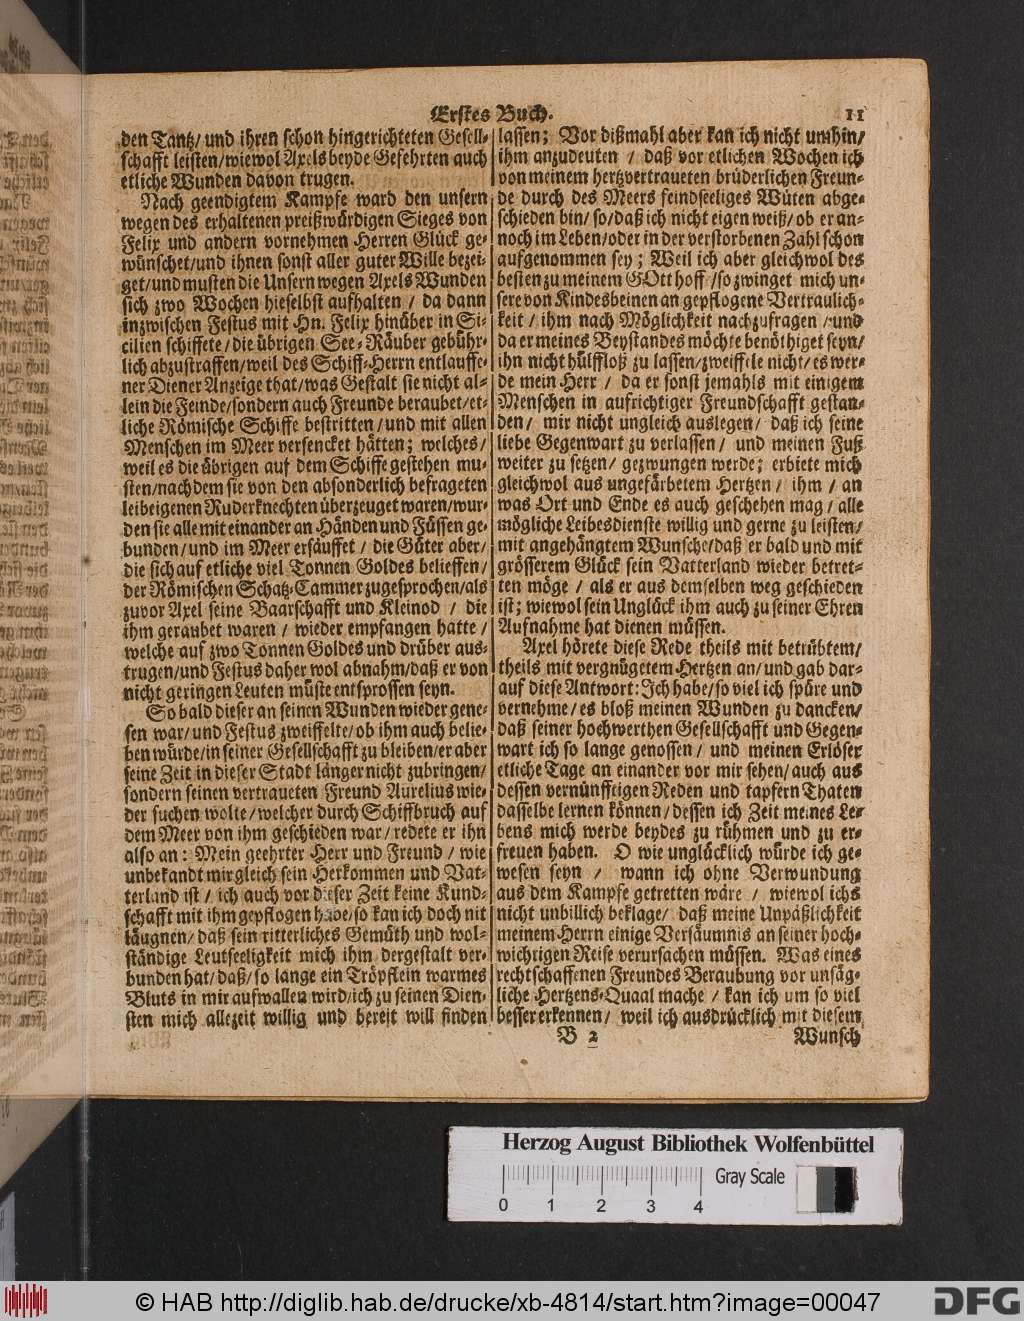 Erstes Buch. 11
den Tantz/ und ihren schon hingerichteten Gesell-
schafft leisten/wiewol Axels beyde Gefehrten auch
etliche Wunden davon trugen.
Nach geendigtem Kampfe ward den unsern
wegen des erhaltenen preißwürdigen Sieges von
Felix und andern vornehmen Herren Glück ge-
wünschet/und ihnen sonst aller guter Wille bezei-
get/und musten die Unsern wegen Axels Wunden
sich zwo Wochen hieselbst aufhalten / da dann
inzwischen Festus mit Hn. Felix hinüber in Si-
cilien schiffete/die übrigen See-Räuber gebühr-
lich abzustraffen/weil des Schiff-Herrn entlauffe-
ner Diener Anzeige that/was Gestalt sie nicht al-
lein die Feinde/sondern auch Freunde beraubet/et-
liche Römische Schiffe bestritten/und mit allen
Menschen im Meer versencket hätten; welches/
weil es die übrigen auf dem Schiffe gestehen mu-
sten/nachdem sie von den absonderlich befrageten
leibeigenen Ruderknechten überzeuget waren/wur-
den sie alle mit einander an Händen und Füssen ge-
bunden/und im Meer ersäuffet / die Güter aber/
die sich auf etliche viel Tonnen Goldes belieffen/
der Römischen Schatz-Cammer zugesprochen/als
zuvor Axel seine Baarschafft und Kleinod / die
ihm geraubet waren / wieder empfangen hatte /
welche auf zwo Tonnen Goldes und drüber aus-
trugen/und Festus daher wol abnahm/daß er von
nicht geringen Leuten müste entsprossen seyn.
So bald dieser an seinen Wunden wieder gene-
sen war/und Festus zweiffelte/ob ihm auch belie-
ben würde/in seiner Gesellschafft zu bleiben/er aber
seine Zeit in dieser Stadt länger nicht zubringen/
sondern seinen vertraueten Freund Aurelius wie-
der suchen wolte/welcher durch Schiffbruch auf
dem Meer von ihm geschieden war/redete er ihn
also an: Mein geehrter Herr und Freund / wie
unbekandt mir gleich sein Herkommen und Vat-
terland ist / ich auch vor dieser Zeit keine Kund-
schafft mit ihm gepflogen habe/so kan ich doch nit
läugnen/daß sein ritterliches Gemüth und wol-
ständige Leutseeligkeit mich ihm dergestalt ver-
bunden hat/daß/so lange ein Tröpflein warmes
Bluts in mir aufwallen wird/ich zu seinen Dien-
sten mich allezeit willig und bereit will finden
lassen; Vor dißmahl aber kan ich nicht umhin/
ihm anzudeuten / daß vor etlichen Wochen ich
von meinem hertzvertraueten brüderlichen Freun-
de durch des Meers feindseeliges Wüten abge-
schieden bin/so/daß ich nicht eigen weiß/ob er an-
noch im Leben/oder in der verstorbenen Zahl schon
aufgenommen sey; Weil ich aber gleichwol des
besten zu meinem GOtt hoff/so zwinget mich un-
sere von Kindesbeinen an gepflogene Vertraulich-
keit / ihm nach Möglichkeit nachzufragen / und
da er meines Beystandes möchte benöthiget seyn/
ihn nicht hülffloß zu lassen/zweiffele nicht/es wer-
de mein Herr / da er sonst jemahls mit einigem
Menschen in aufrichtiger Freundschafft gestan-
den/ mir nicht ungleich auslegen/ daß ich seine
liebe Gegenwart zu verlassen/ und meinen Fuß
weiter zu setzen/ gezwungen werde; erbiete mich
gleichwol aus ungefärbetem Hertzen / ihm / an
was Ort und Ende es auch geschehen mag/ alle
mögliche Leibesdienste willig und gerne zu leisten/
mit angehängtem Wunsche/daß er bald und mit
grösserem Glück sein Vatterland wieder betret-
ten möge / als er aus demselben weg geschieden
ist; wiewol sein Unglück ihm auch zu seiner Ehren
Aufnahme hat dienen müssen.
Axel hörete diese Rede theils mit betrübtem/
theils mit vergnügetem Hertzen an/und gab dar-
auf diese Antwort: Ich habe/so viel ich spüre und
vernehme/es bloß meinen Wunden zu dancken/
daß seiner hochwerthen Gesellschafft und Gegen-
wart ich so lange genossen/ und meinen Erlöser
etliche Tage an einander vor mir sehen/auch aus
dessen vernünfftigen Reden und tapfern Thaten
dasselbe lernen können/dessen ich Zeit meines Le-
bens mich werde beydes zu rühmen und zu er-
freuen haben. O wie unglücklich würde ich ge-
wesen seyn / wann ich ohne Verwundung
aus dem Kampfe getretten wäre / wiewol ichs
nicht unbillich beklage/ daß meine Unpäßlichkeit
meinem Herrn einige Versäumnis an seiner hoch-
wichrigen Reise verursachen müssen. Was eines
rechtschaffenen Freundes Beraubung vor unsäg-
liche Hertzens-Quaal mache / kan ich um so viel
besser erkennen/ weil ich ausdrücklich mit diesem
B 2 Wunsch
Herzog August Bibliothek Wolfenbüttel
Gray Scale
0 1 2 3 4
© HAB http://diglib.hab.de/drucke/xb-4814/start.htm?image=00047
DFG